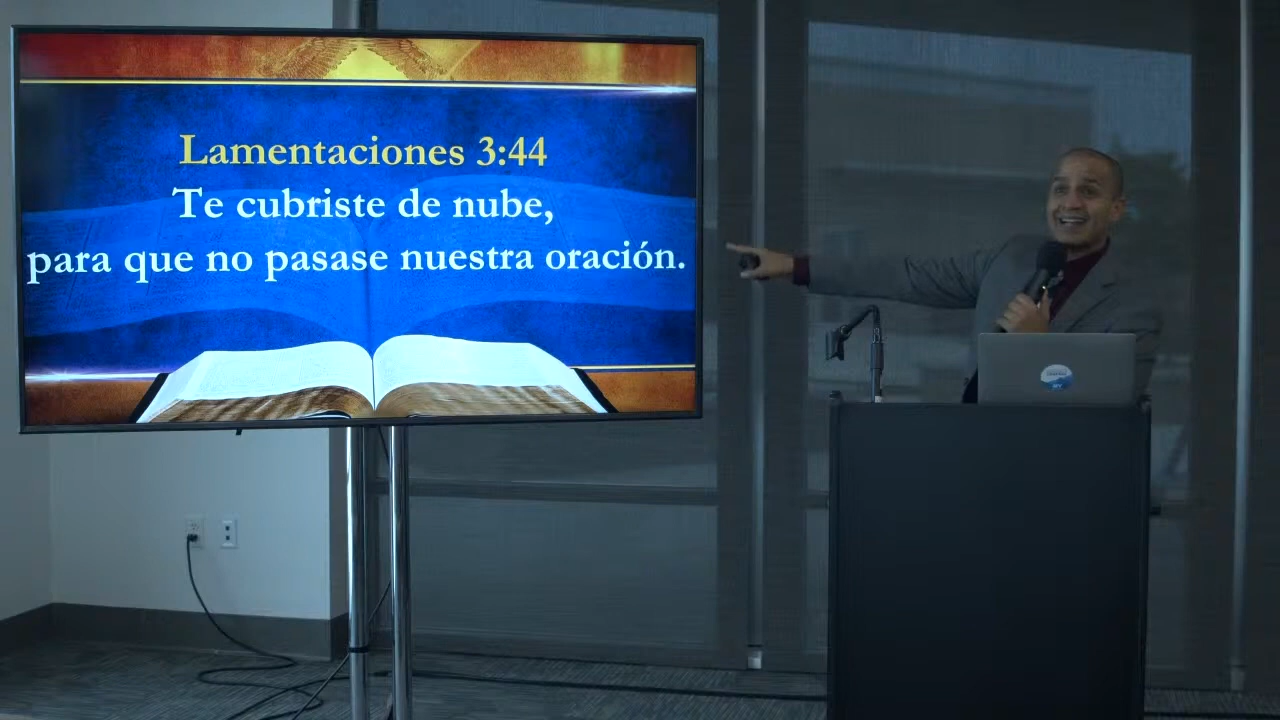 Lamentaciones 3:44
Te cubriste de nube,
para que no pasase nuestra oración.